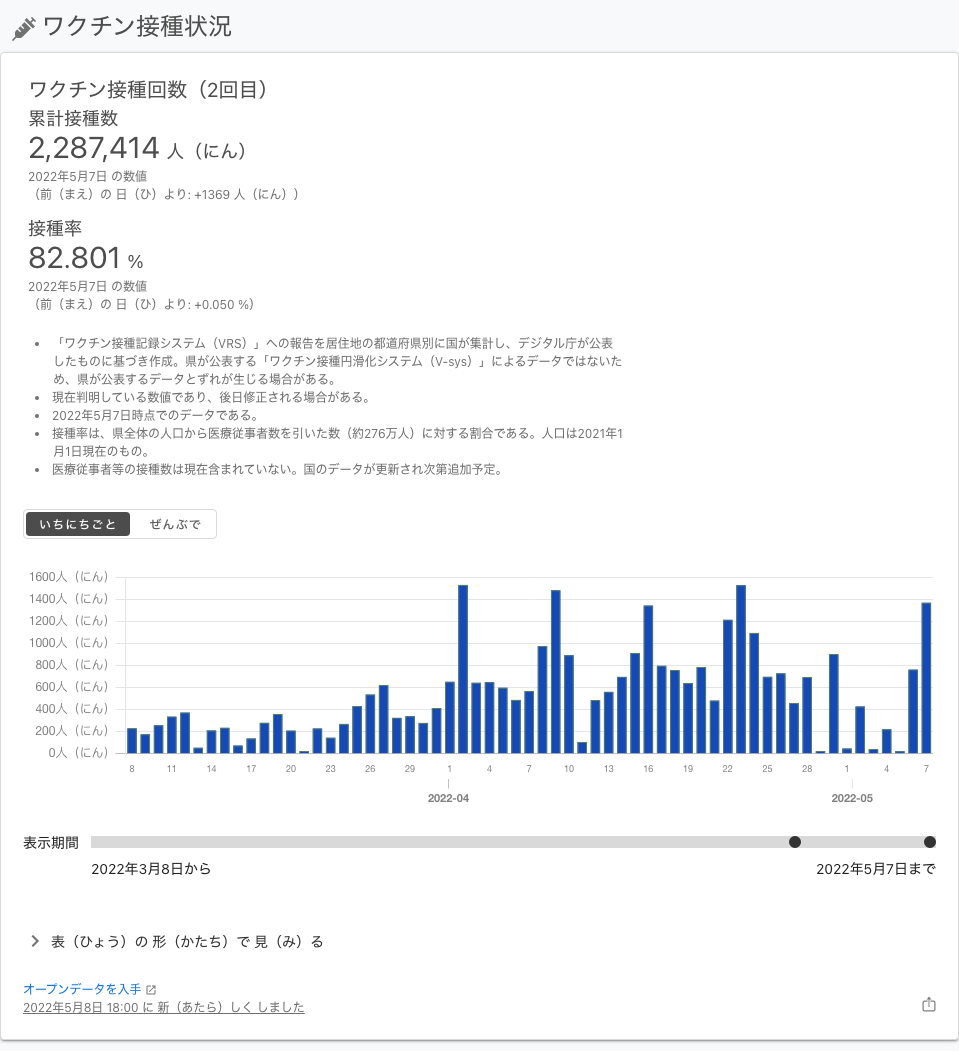 ワクチン接種状況
ワクチン接種回数（2回目）
累計接種数
2,287,414 人（にん）
2022年5月7日 の数値
（前（まえ）の 日（ひ）より: +1369 人（にん））
接種率
82.801 %
2022年5月7日 の数値
（前（まえ）の 日（ひ）より: +0.050 %）
• 「ワクチン接種記録システム（VRS）」への報告を居住地の都道府県別に国が集計し、デジタル庁が公表
したものに基づき作成。県が公表する「ワクチン接種円滑化システム（V-sys）」によるデータではないた
め、県が公表するデータとずれが生じる場合がある。
• 現在判明している数値であり、後日修正される場合がある。
• 2022年5月7日時点でのデータである。
• 接種率は、県全体の人口から医療従事者数を引いた数（約276万人）に対する割合である。人口は2021年1
月1日現在のもの。
• 医療従事者等の接種数は現在含まれていない。国のデータが更新され次第追加予定。
いちにちごと ぜんぶで
1600人（にん）
1400人（にん）
1200人（にん）
1000人（にん）
800人（にん）
600人（にん）
400人（にん）
200人（にん）
0人（にん）
8 11 14 17 20 23 26 29 1 4 7 10 13 16 19 22 25 28 1 4 7
2022-04 2022-05
表示期間
2022年3月8日から 2022年5月7日まで
表（ひょう）の 形（かたち）で 見（み）る
オープンデータを入手
2022年5月8日 18:00 に 新（あたら）しく しました